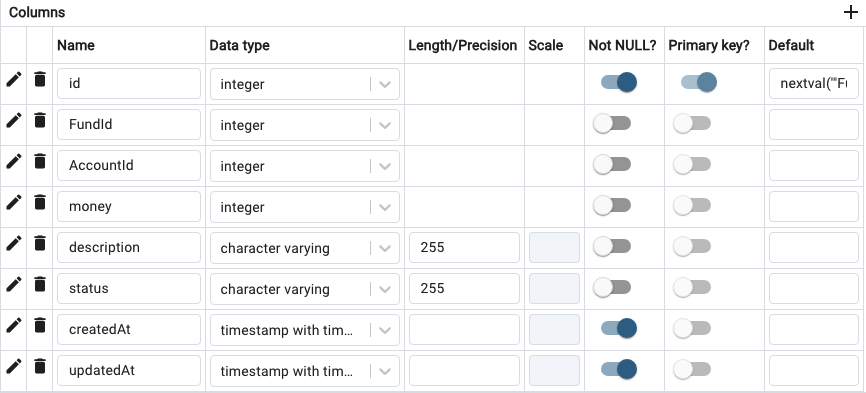 Columns
Name Data type Length/Precision Scale Not NULL? Primary key? Default
id integer nextval('"Fu
FundId integer
AccountId integer
money integer
description character varying 255
status character varying 255
createdAt timestamp with tim...
updatedAt timestamp with tim...